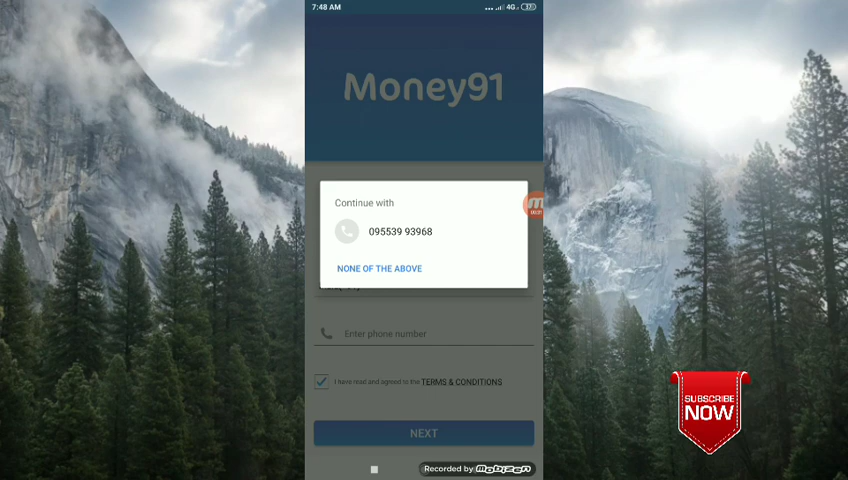 7:48 AM
4G
Money91
Continue with
095539 93968
NONE OF THE ABOVE
Enter phone number
I have read and agreed to the TERMS & CONDITIONS
NEXT
Recorded by mobizen
SUBSCRIBE
NOW